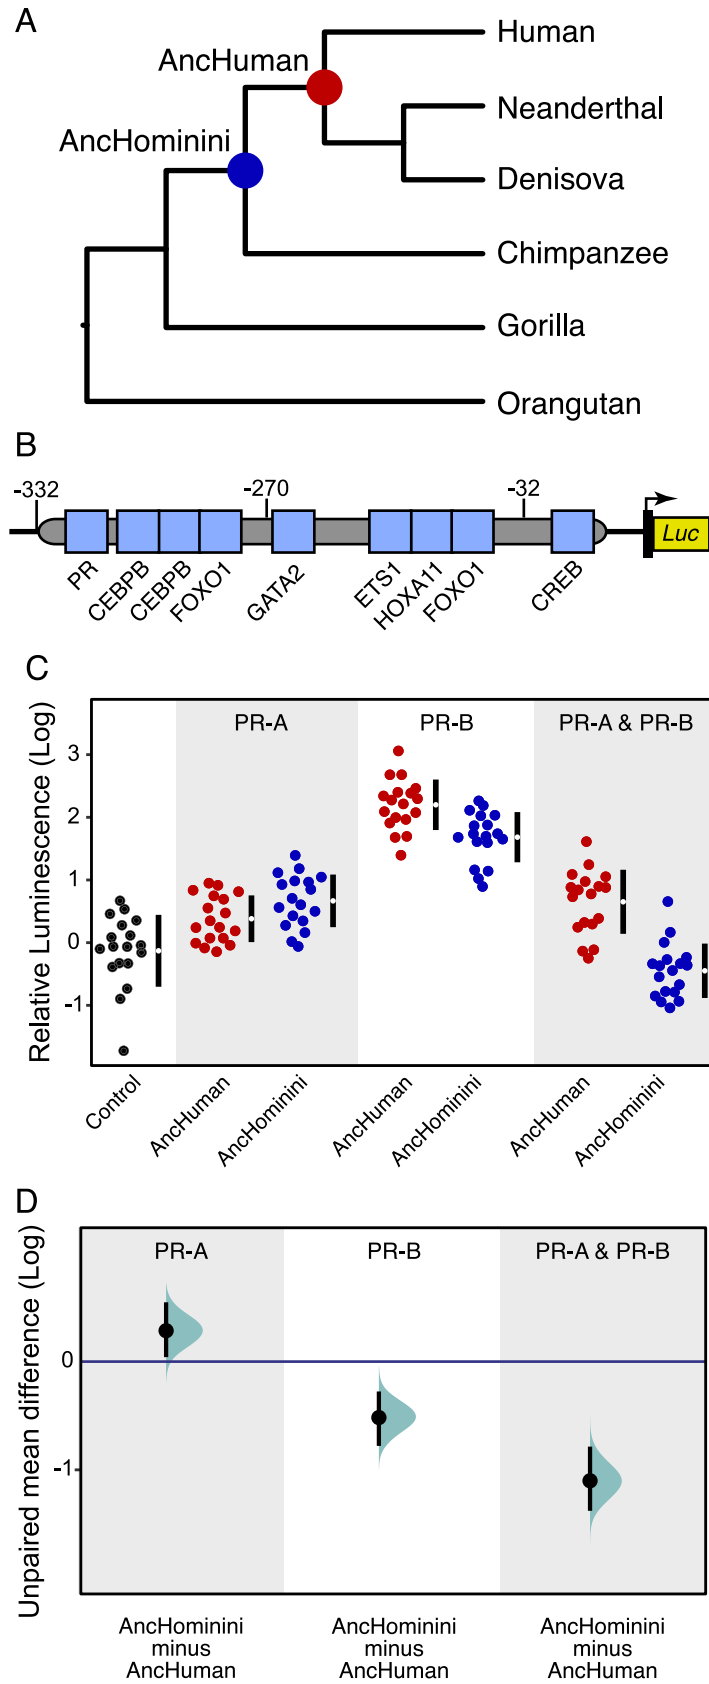 A
Human
AncHuman
Neanderthal
AncHominini
Denisova
Chimpanzee
Gorilla
Orangutan
B
-332
-270
-32
Luc
PR
CEBPB
CEBPB
FOXO1
GATA2
ETS1
HOXA11
FOXO1
CREB
C
Relative Luminescence (Log)
PR-A
PR-B
PR-A & PR-B
3
2
1
0
-1
Control
AncHuman
AncHominini
AncHuman
AncHominini
AncHuman
AncHominini
D
Unpaired mean difference (Log)
PR-A
PR-B
PR-A & PR-B
0
-1
AncHominini
minus
AncHuman
AncHominini
minus
AncHuman
AncHominini
minus
AncHuman